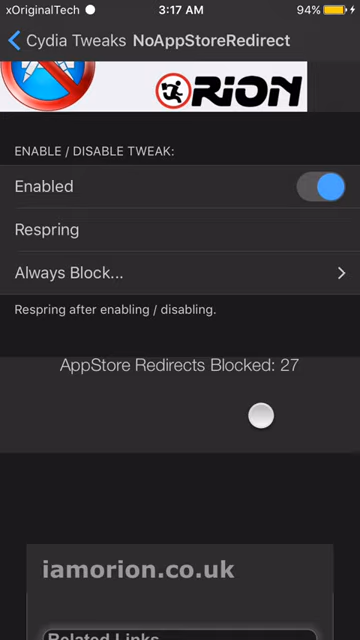 xOriginalTech 3:17 AM 94%
Cydia Tweaks NoAppStoreRedirect
ORION
ENABLE / DISABLE TWEAK:
Enabled
Respring
Always Block...
Respring after enabling / disabling.
AppStore Redirects Blocked: 27
iamorion.co.uk
Related Links